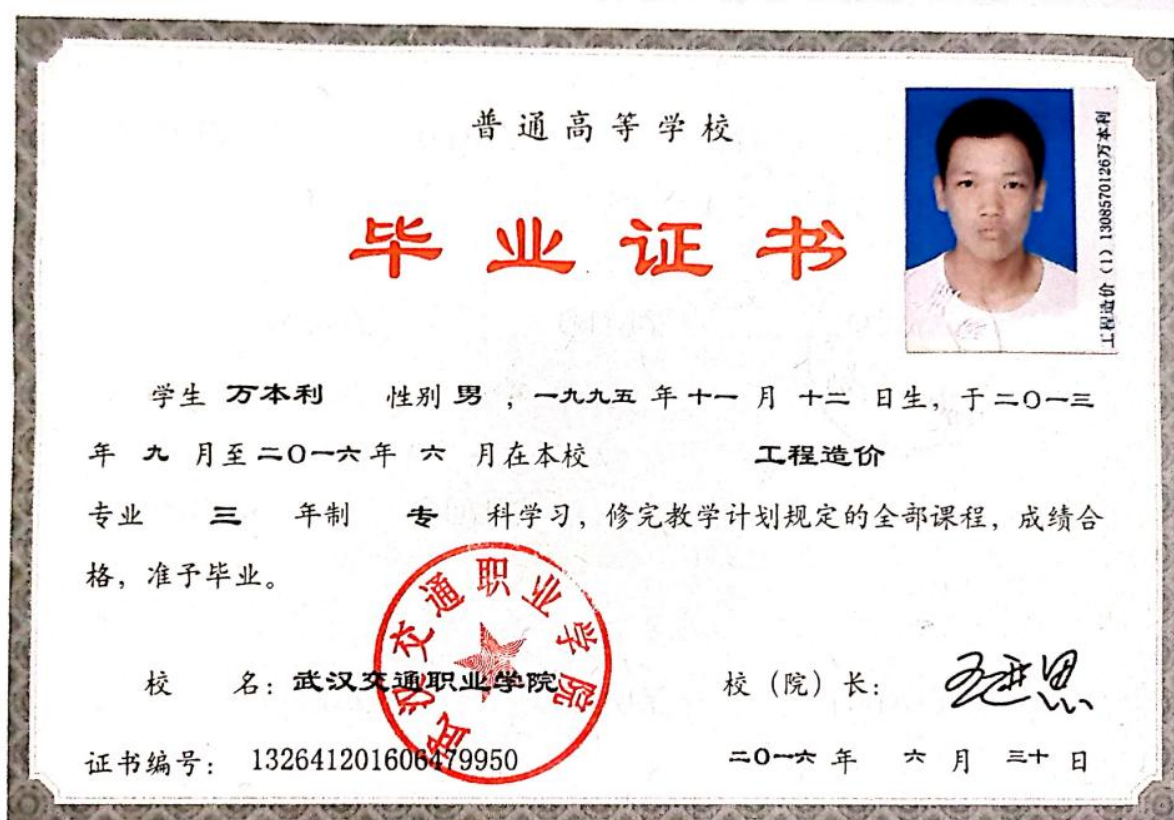 普通高等学校
毕业证书
工程造价(1) 13085701267万本利
学生 万本利 性别 男 ，一九九五 年 十一 月 十二 日生，于 二0一三
年 九 月至 二0一六 年 六 月在本校 工程造价
专业 三 年制 专 科学习，修完教学计划规定的全部课程，成绩合
格，准予毕业。
武汉交通职业学院
校 名：武汉交通职业学院 校（院）长：
证书编号： 132641201606479950 二0一六 年 六 月 三十 日